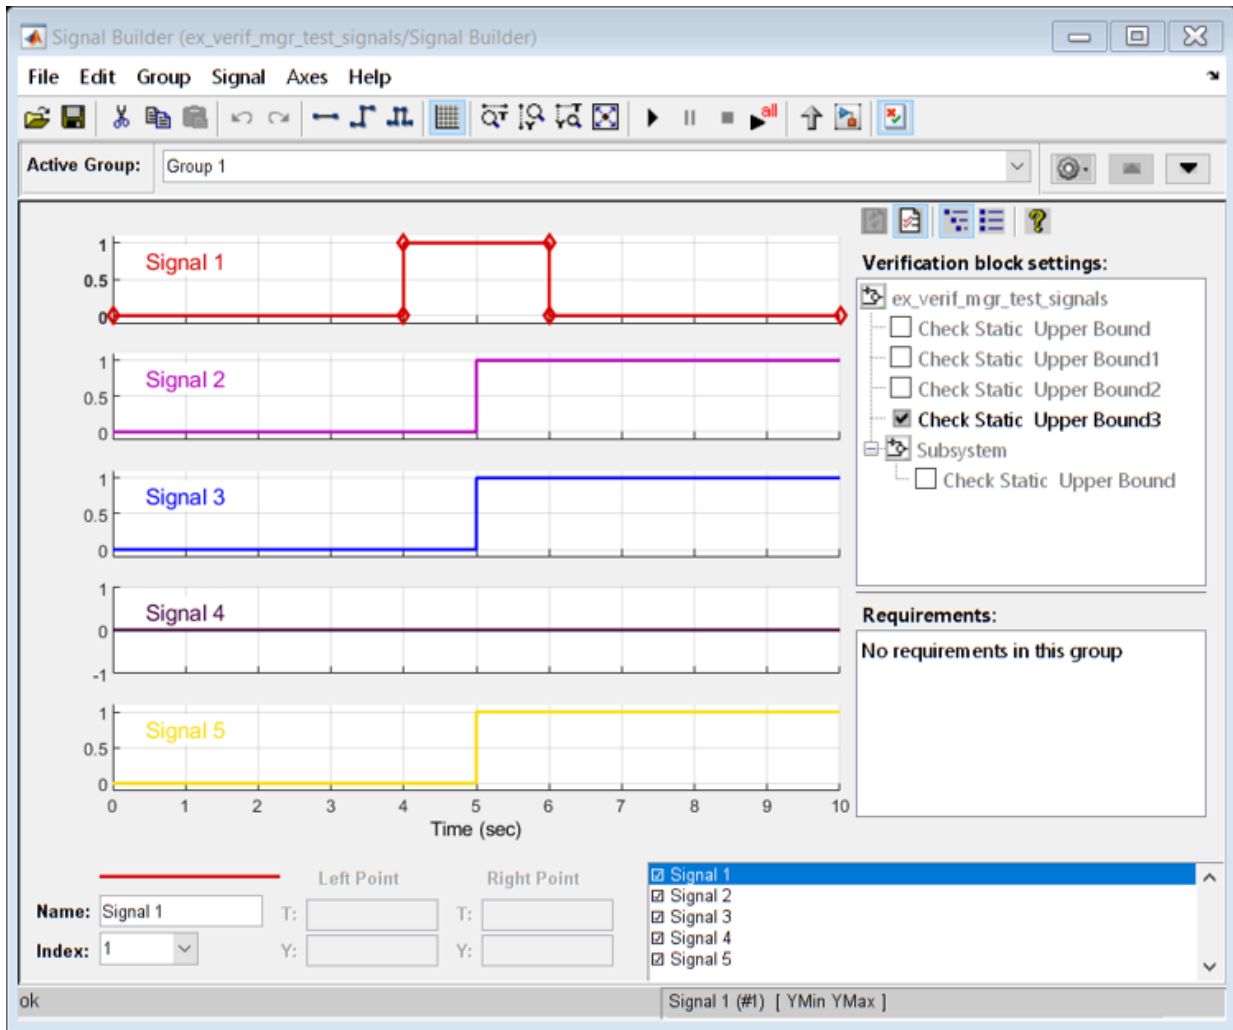 Signal Builder (ex_verif_mgr_test_signals/Signal Builder)
File Edit Group Signal Axes Help
all
Active Group: Group 1
Signal 1
1
0.5
0
Signal 2
1
0.5
0
Signal 3
1
0.5
0
Signal 4
1
0
-1
Signal 5
1
0.5
0
0 1 2 3 4 5 6 7 8 9 10
Time (sec)
Verification block settings:
ex_verif_mgr_test_signals
Check Static Upper Bound
Check Static Upper Bound1
Check Static Upper Bound2
Check Static Upper Bound3
Subsystem
Check Static Upper Bound
Requirements:
No requirements in this group
Left Point Right Point
Name: Signal 1 T: T:
Index: 1 Y: Y:
Signal 1
Signal 2
Signal 3
Signal 4
Signal 5
ok
Signal 1 (#1) [ YMin YMax ]